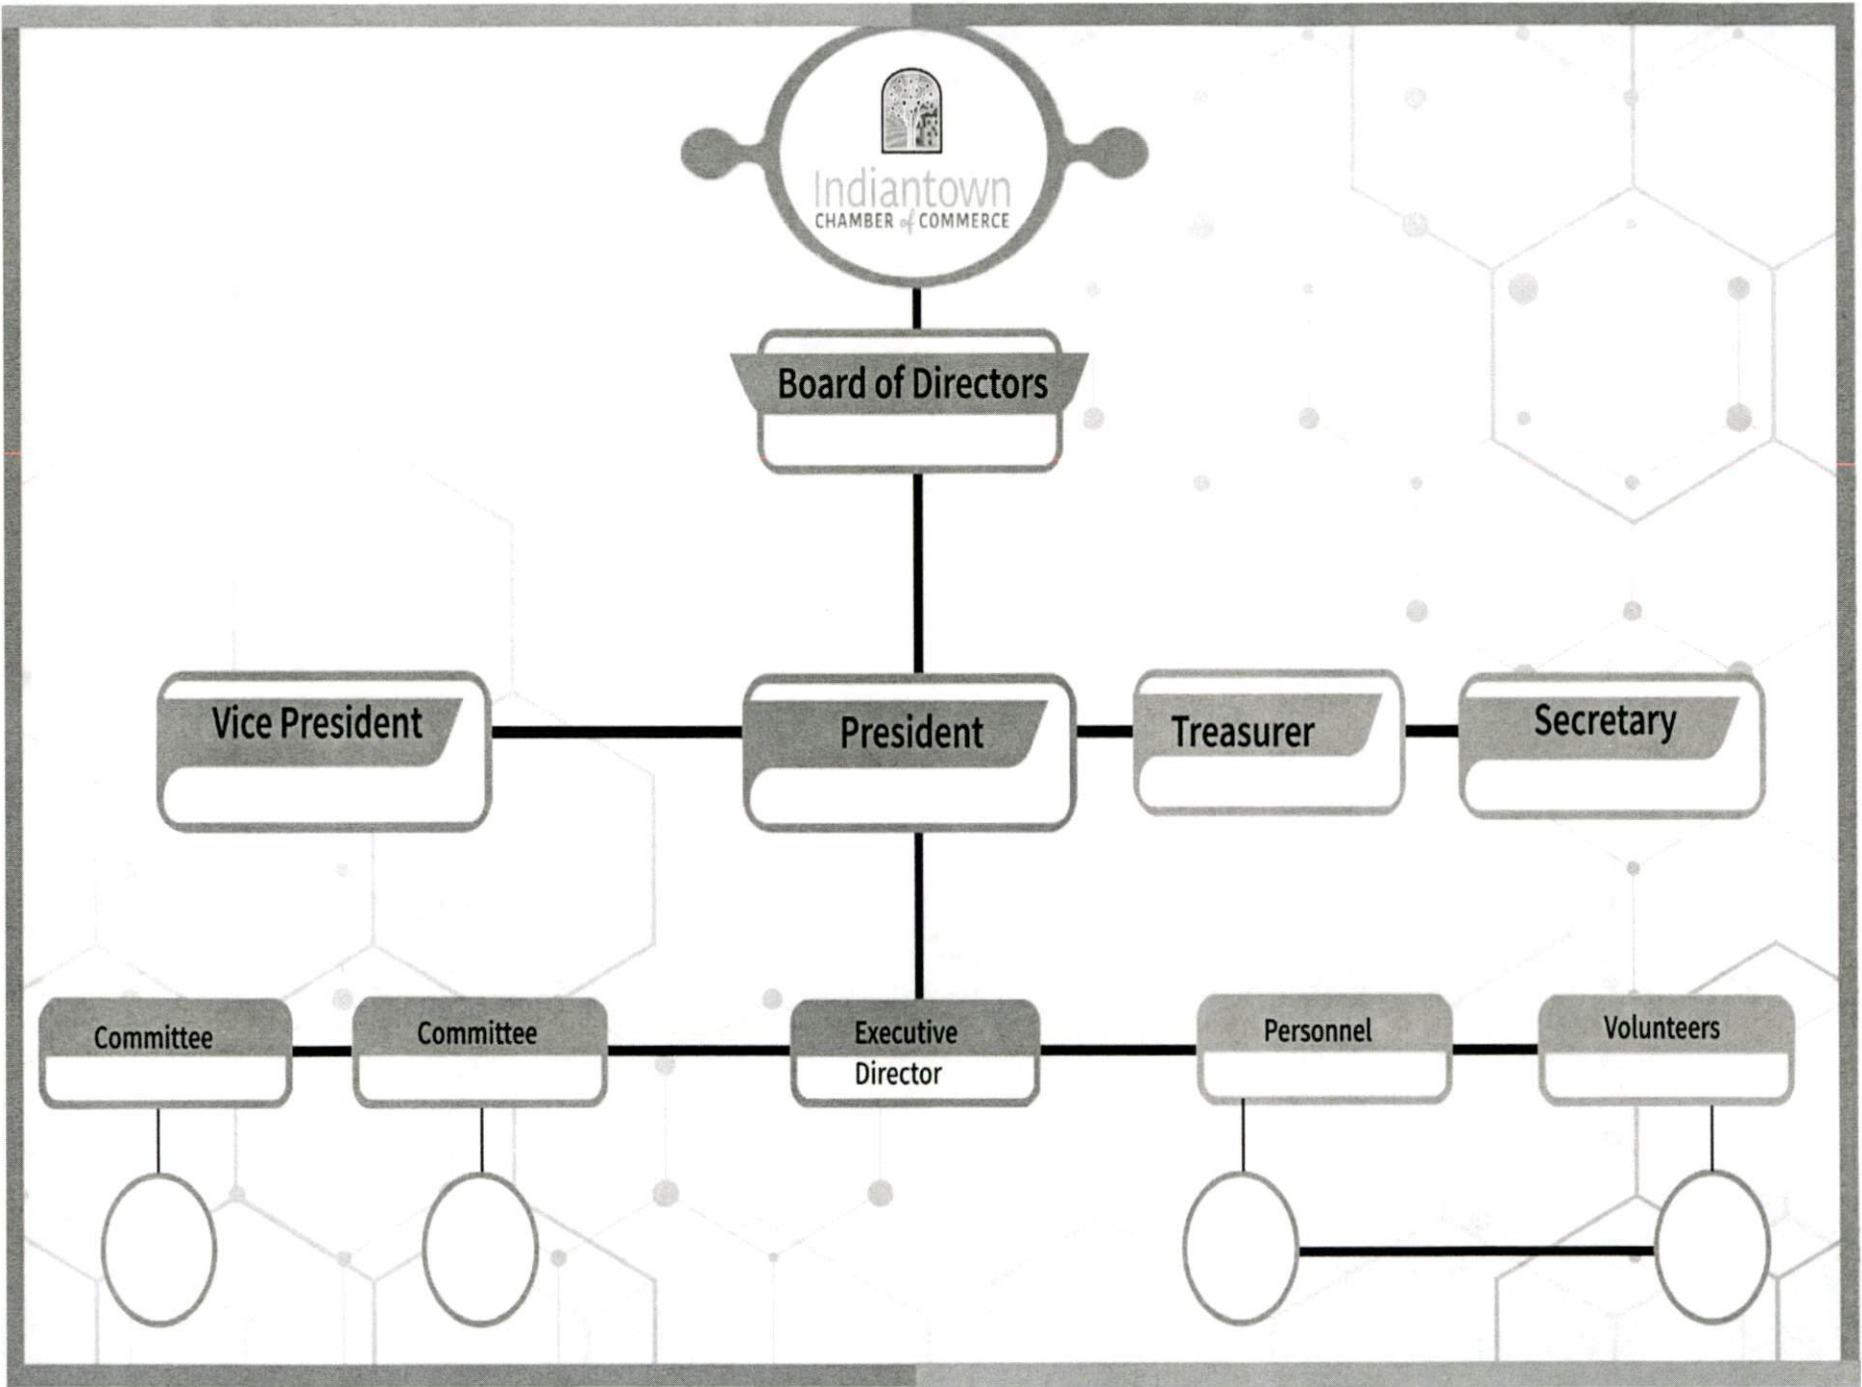 Indiantown
CHAMBER of COMMERCE
Board of Directors
Vice President
President
Treasurer
Secretary
Committee
Committee
Executive
Director
Personnel
Volunteers